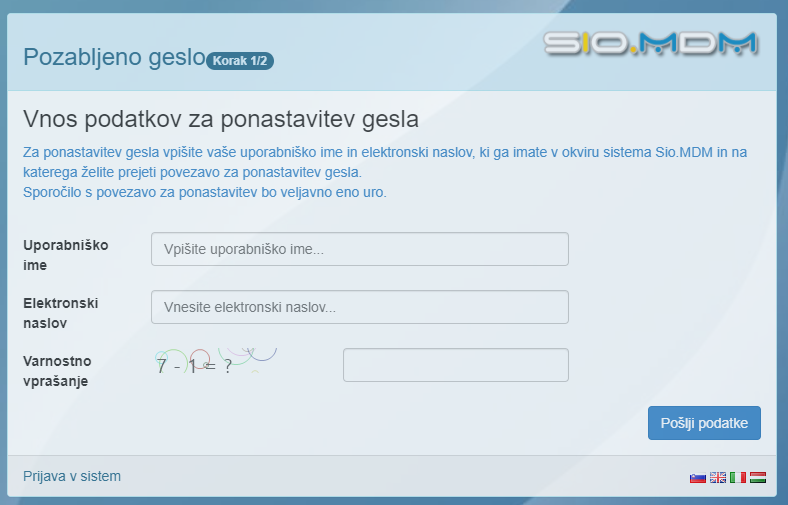 Pozabljeno geslo Korak 1/2
SIO.MDM
Vnos podatkov za ponastavitev gesla
Za ponastavitev gesla vpišite vaše uporabniško ime in elektronski naslov, ki ga imate v okviru sistema Sio.MDM in na
katerega želite prejeti povezavo za ponastavitev gesla.
Sporočilo s povezavo za ponastavitev bo veljavno eno uro.
Uporabniško
ime
Vpišite uporabniško ime...
Elektronski
naslov
Vnesite elektronski naslov...
Varnostno
vprašanje
7 - 1 = ?
Pošlji podatke
Prijava v sistem